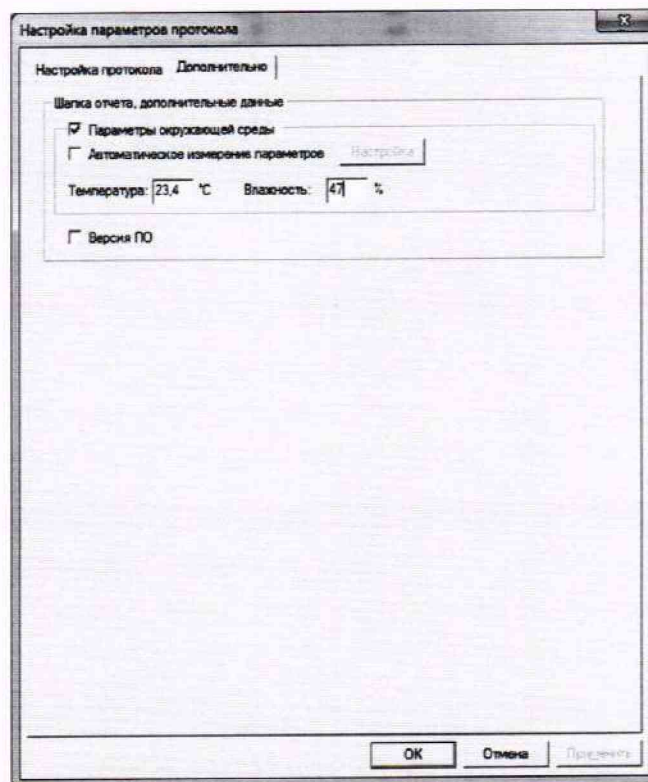 Настройка параметров протокола
Настройка протокола Дополнительно
Шапка отчета, дополнительные данные
Параметры окружающей среды
Автоматическое измерение параметров Настройка
Температура: 23,4 °C Влажность: 47 %
Версия ПО
OK Отмена Применить